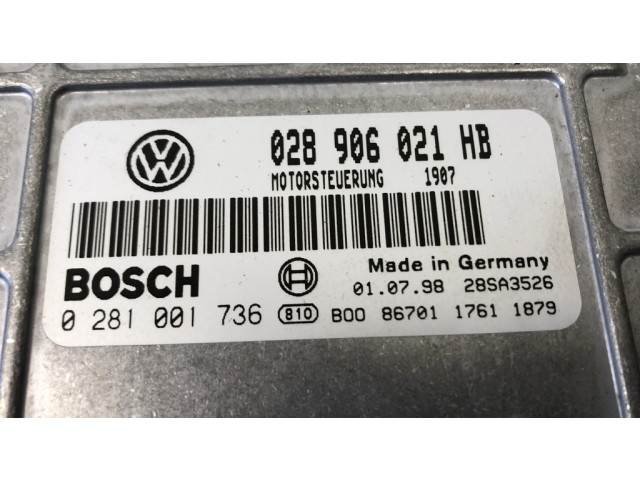 028 906 021 HB
MOTORSTEUERUNG 1907
BOSCH
Made in Germany
01.07.98 28SA3526
0 281 001 736 810 B00 86701 1761 1879